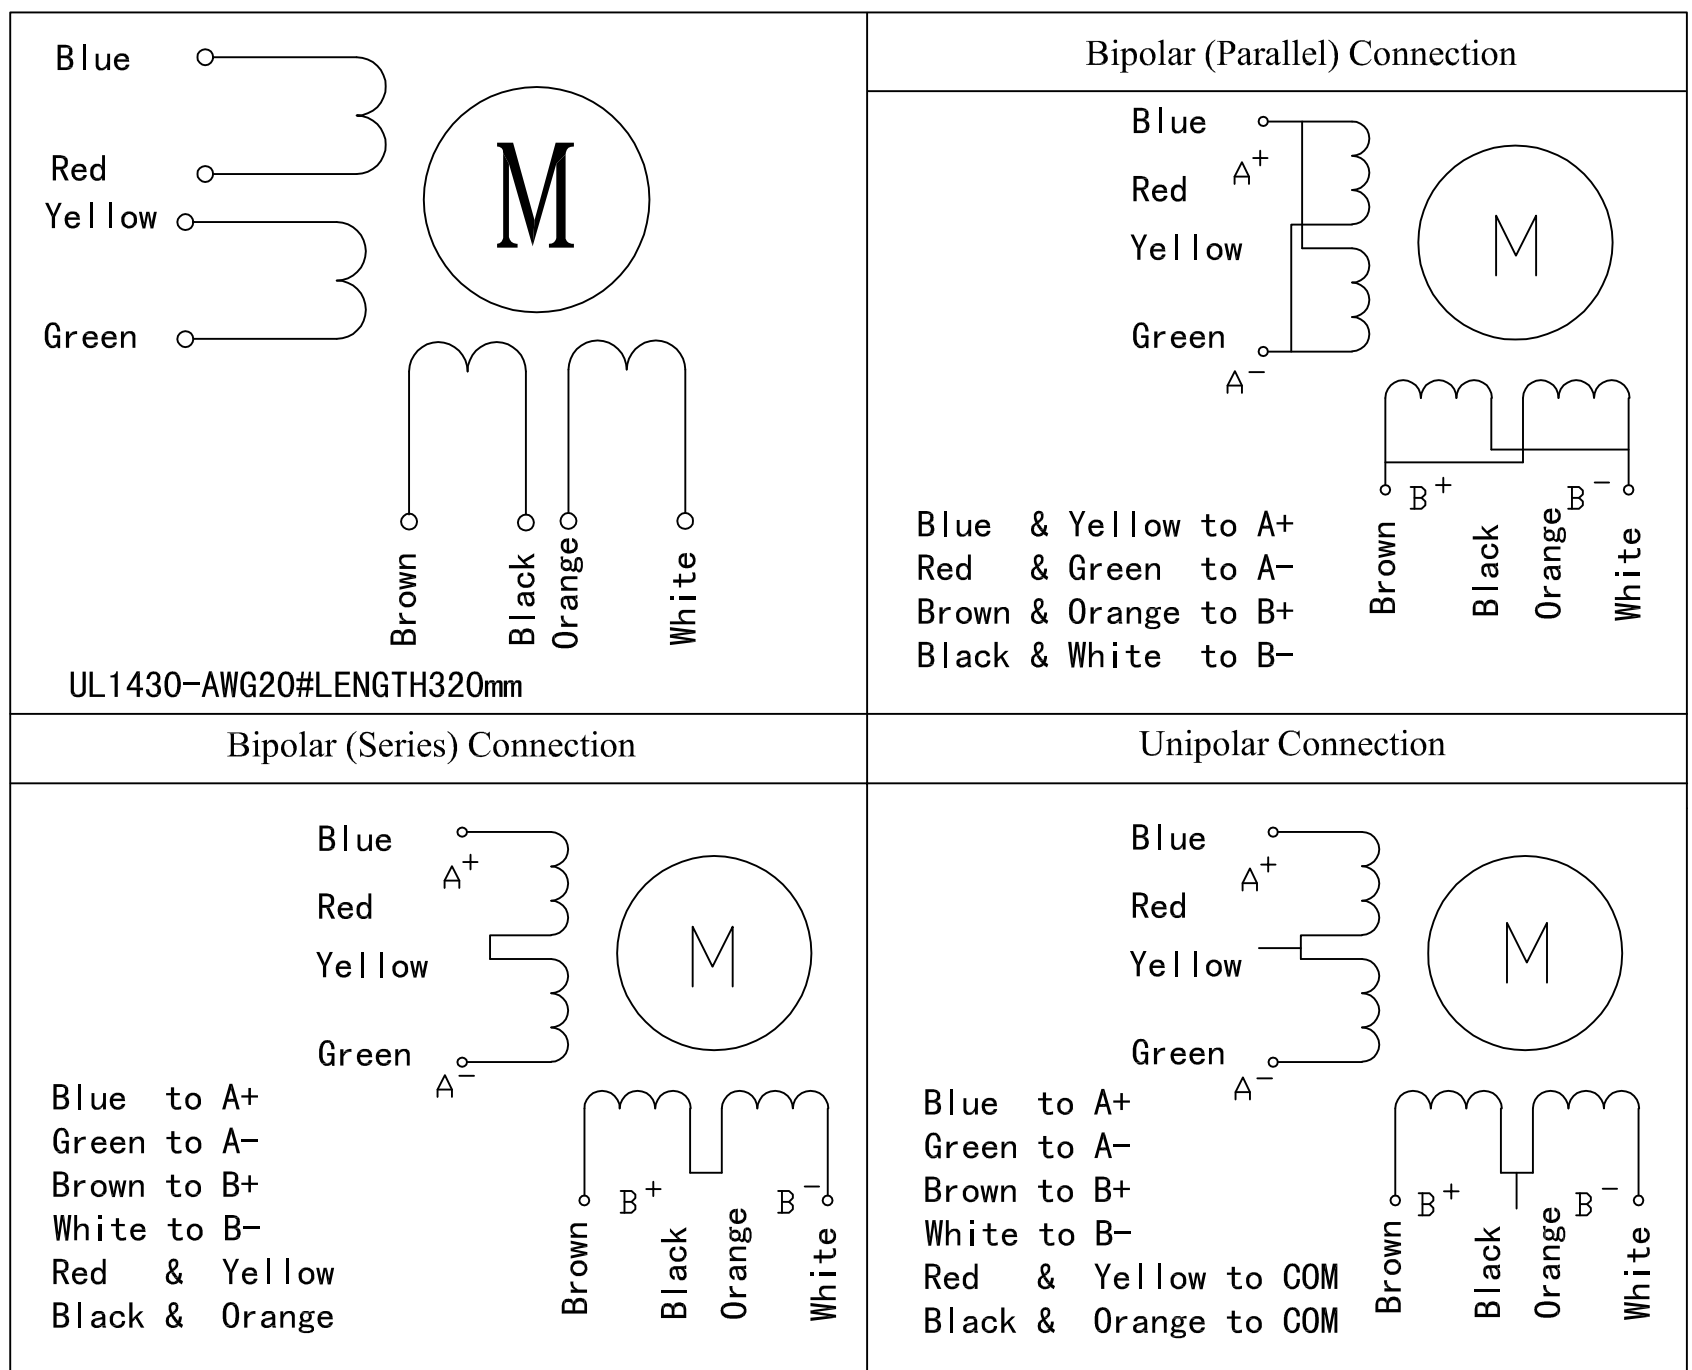 Blue
Red
Yellow
Green
M
Brown
Black
Orange
White
UL1430-AWG20#LENGTH320mm
Bipolar (Parallel) Connection
Blue
A+
Red
Yellow
Green
A-
M
B+
B-
Brown
Black
Orange
White
Blue & Yellow to A+
Red & Green to A-
Brown & Orange to B+
Black & White to B-
Bipolar (Series) Connection
Blue
A+
Red
Yellow
Green
A-
M
B+
B-
Brown
Black
Orange
White
Blue to A+
Green to A-
Brown to B+
White to B-
Red & Yellow
Black & Orange
Unipolar Connection
Blue
A+
Red
Yellow
Green
A-
M
B+
B-
Brown
Black
Orange
White
Blue to A+
Green to A-
Brown to B+
White to B-
Red & Yellow to COM
Black & Orange to COM